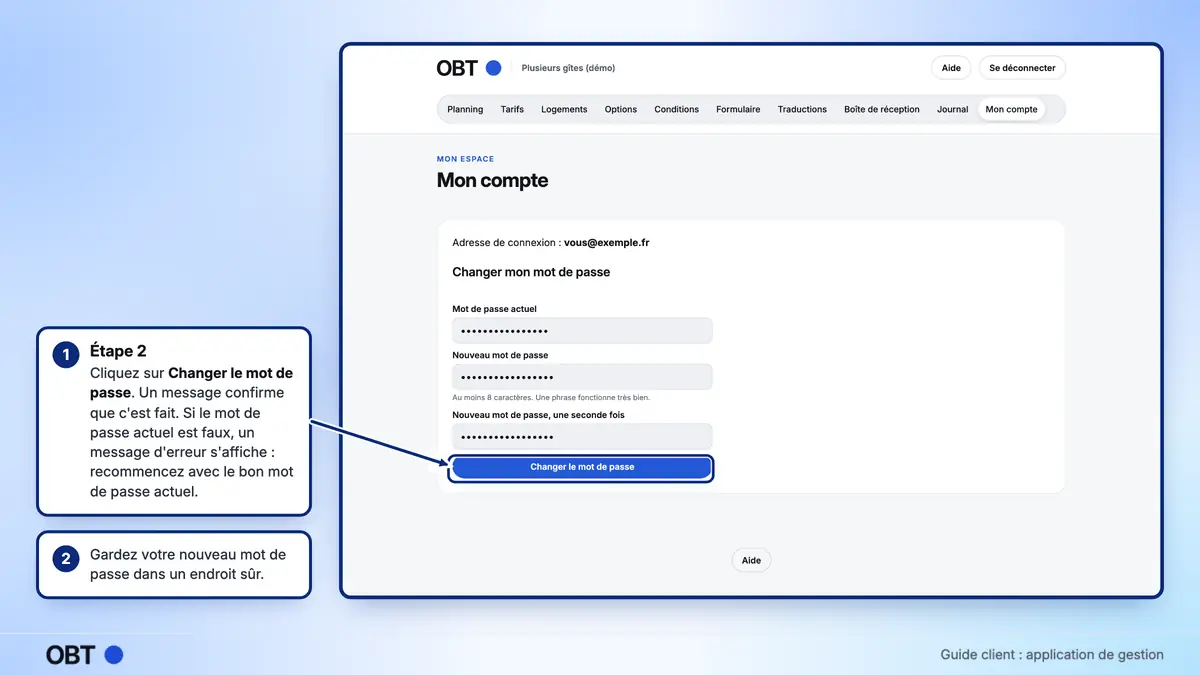 OBT
Plusieurs gîtes (démo)
Aide
Se déconnecter
Planning
Tarifs
Logements
Options
Conditions
Formulaire
Traductions
Boîte de réception
Journal
Mon compte
MON ESPACE
Mon compte
Adresse de connexion : vous@exemple.fr
Changer mon mot de passe
Mot de passe actuel
••••••••••••••••
Nouveau mot de passe
•••••••••••••••••
Au moins 8 caractères. Une phrase fonctionne très bien.
Nouveau mot de passe, une seconde fois
•••••••••••••••••
Changer le mot de passe
Aide
1
Étape 2
Cliquez sur Changer le mot de
passe. Un message confirme
que c'est fait. Si le mot de
passe actuel est faux, un
message d'erreur s'affiche :
recommencez avec le bon mot
de passe actuel.
2
Gardez votre nouveau mot de
passe dans un endroit sûr.
OBT
Guide client : application de gestion